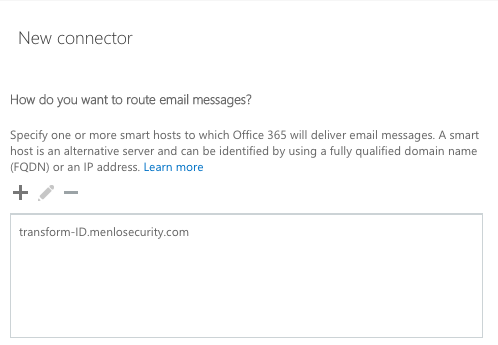 New connector
How do you want to route email messages?
Specify one or more smart hosts to which Office 365 will deliver email messages. A smart
host is an alternative server and can be identified by using a fully qualified domain name
(FQDN) or an IP address. Learn more
transform-ID.menlosecurity.com